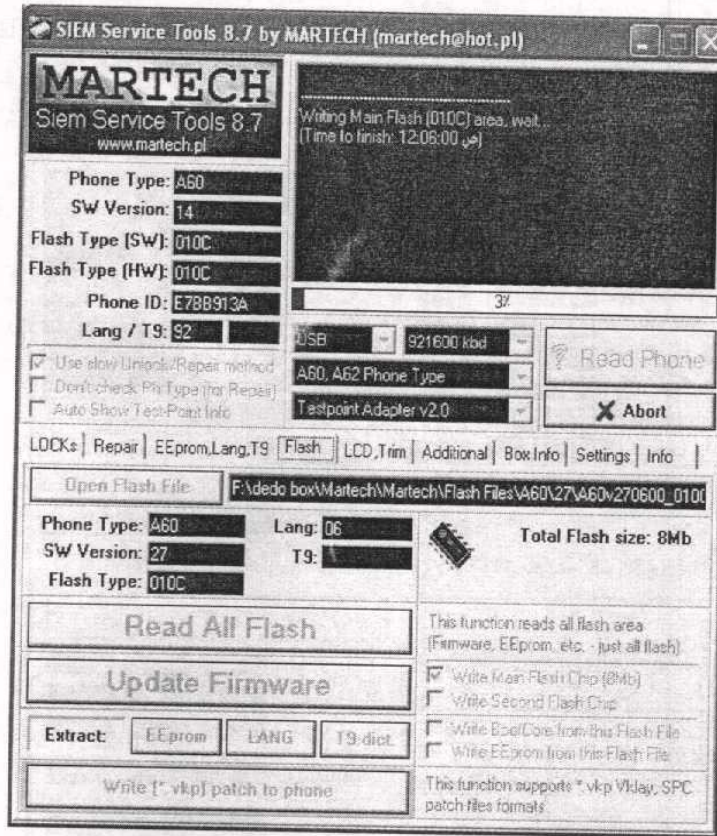 SIEM Service Tools 8.7 by MARTECH (martech@hot.pl)
MARTECH
Siem Service Tools 8.7
www.martech.pl
Writing Main Flash (010C) area, wait...
(Time to finish: 12:06:00 ص)
Phone Type: A60
SW Version: 14
Flash Type (SW): 010C
Flash Type (HW): 010C
Phone ID: E7BB913A
Lang / T9: 92
3%
USB
921600 kbd
Read Phone
Use slow Unlock/Repair method
Don't check Ph Type (for Repair)
Auto Show Test-Point Info
A60, A62 Phone Type
Testpoint Adapter v2.0
Abort
LOCKs
Repair
EEprom,Lang,T9
Flash
LCD,Trim
Additional
Box Info
Settings
Info
Open Flash File
F:\dedo box\Martech\Martech\Flash Files\A60\27\A60v270600_010C
Phone Type: A60
Lang: 06
SW Version: 27
T9:
Flash Type: 010C
Total Flash size: 8Mb
Read All Flash
This function reads all flash area
(Firmware, EEprom, etc. - just all flash)
Update Firmware
Write Main Flash Chip (8Mb)
Write Second Flash Chip
Extract:
EEprom
LANG
T9 dict.
Write BootCore from this Flash File
Write EEprom from this Flash File
Write (*.vkp) patch to phone
This function supports *.vkp Vklay, SPC
patch files formats